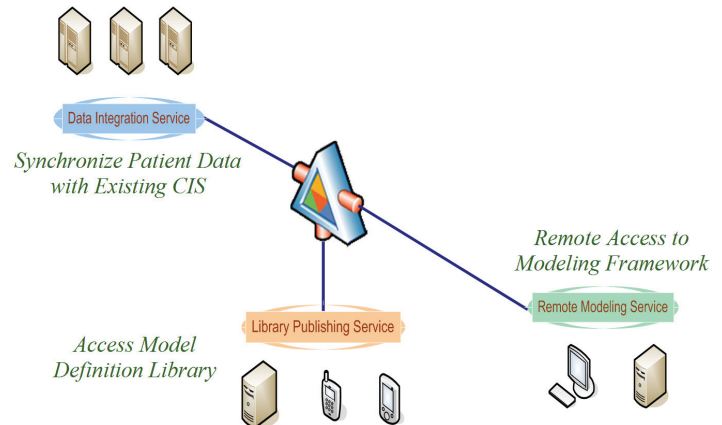 Data Integration Service
Synchronize Patient Data
with Existing CIS
Remote Access to
Modeling Framework
Remote Modeling Service
Library Publishing Service
Access Model
Definition Library